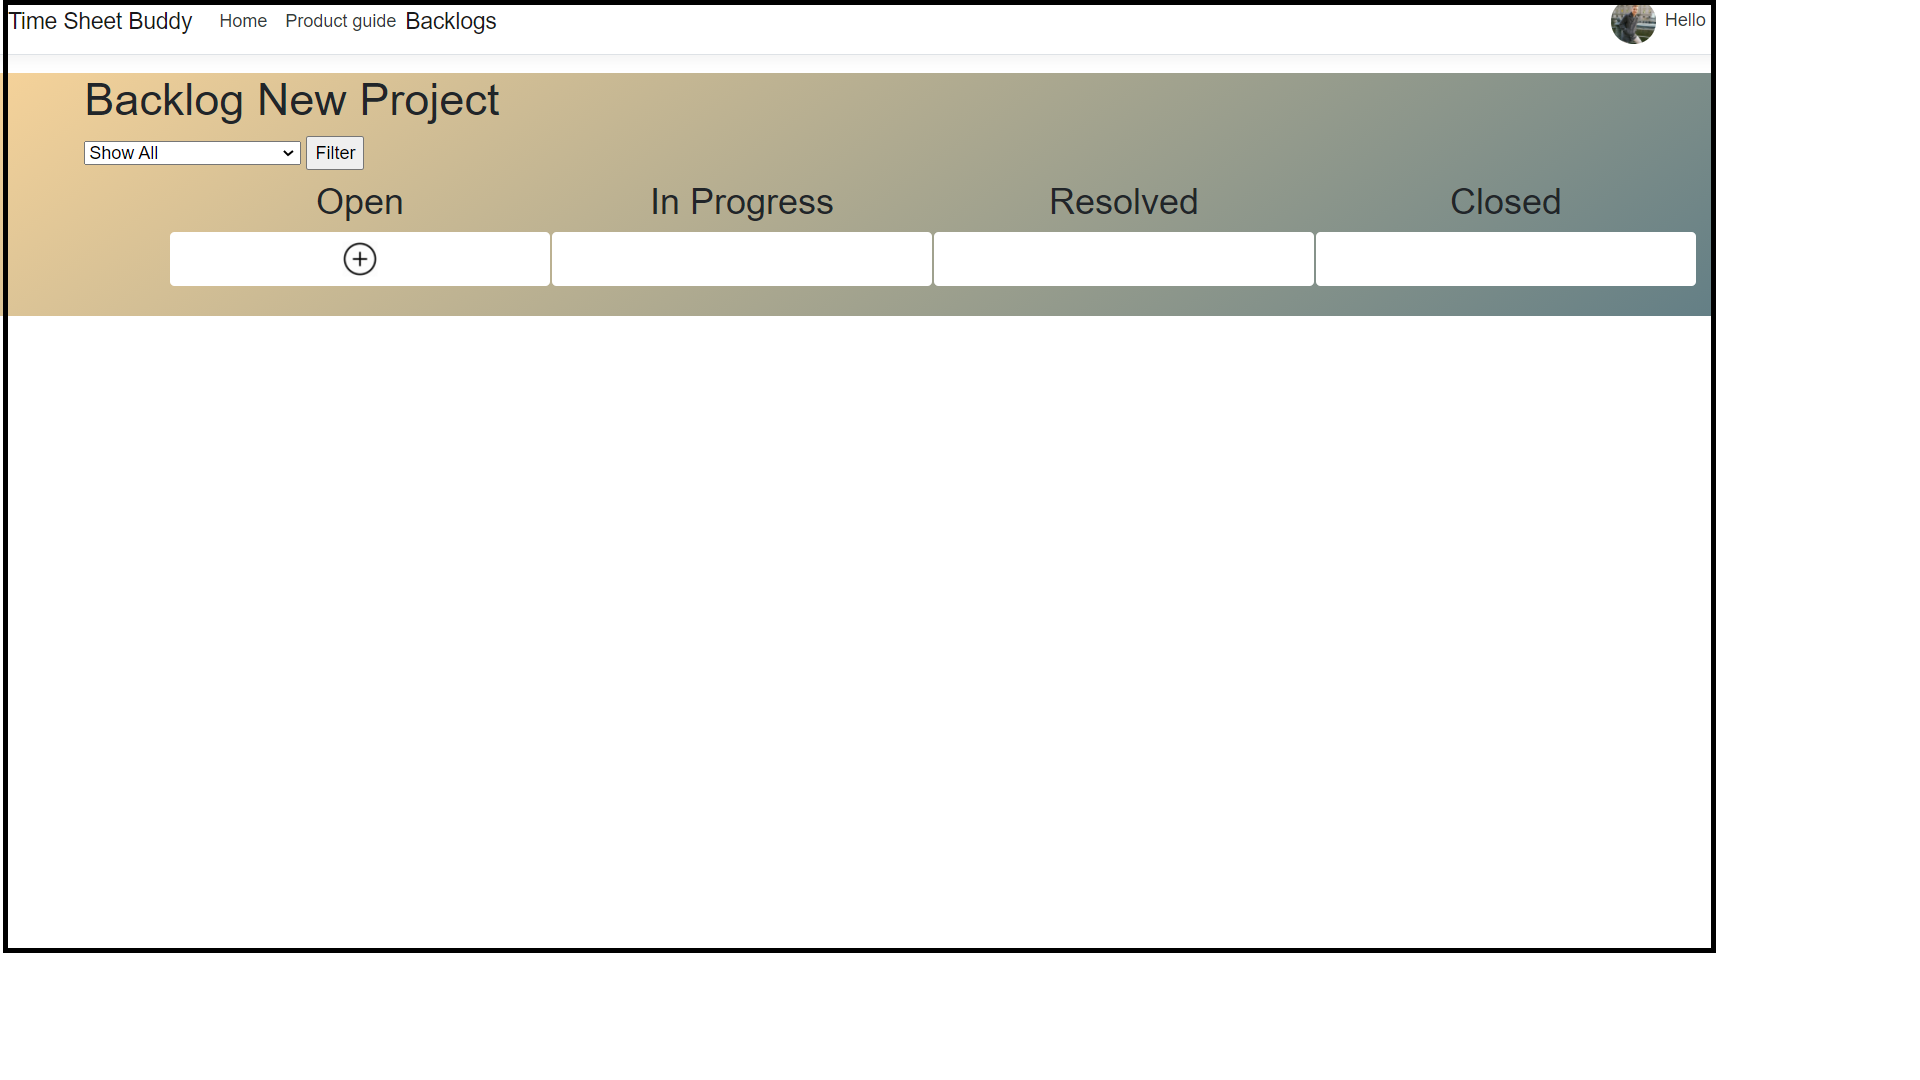 Time Sheet Buddy Home Product guide Backlogs Hello
Backlog New Project
Show All Filter
Open In Progress Resolved Closed